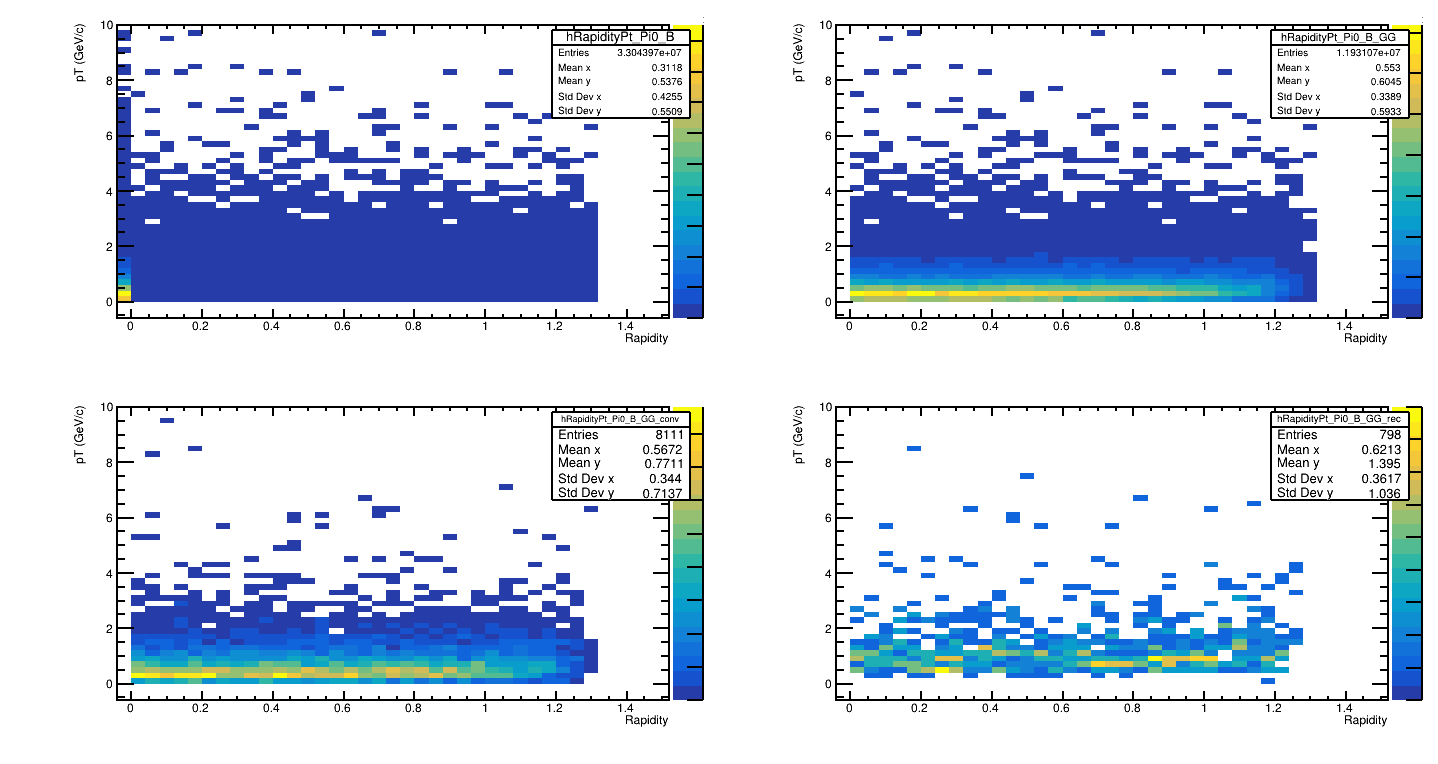 pT (GeV/c)
10
8
6
4
2
0
0
0.2
0.4
0.6
0.8
1
1.2
1.4
Rapidity
hRapidityPt_Pi0_B
Entries 3.304397e+07
Mean x 0.3118
Mean y 0.5376
Std Dev x 0.4255
Std Dev y 0.5509
pT (GeV/c)
10
8
6
4
2
0
0
0.2
0.4
0.6
0.8
1
1.2
1.4
Rapidity
hRapidityPt_Pi0_B_GG
Entries 1.193107e+07
Mean x 0.553
Mean y 0.6045
Std Dev x 0.3389
Std Dev y 0.5933
pT (GeV/c)
10
8
6
4
2
0
0
0.2
0.4
0.6
0.8
1
1.2
1.4
Rapidity
hRapidityPt_Pi0_B_GG_conv
Entries 8111
Mean x 0.5672
Mean y 0.7711
Std Dev x 0.344
Std Dev y 0.7137
pT (GeV/c)
10
8
6
4
2
0
0
0.2
0.4
0.6
0.8
1
1.2
1.4
Rapidity
hRapidityPt_Pi0_B_GG_rec
Entries 798
Mean x 0.6213
Mean y 1.395
Std Dev x 0.3617
Std Dev y 1.036